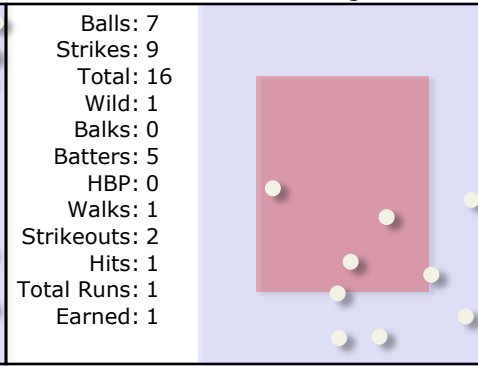 Balls: 7
Strikes: 9
Total: 16
Wild: 1
Balks: 0
Batters: 5
HBP: 0
Walks: 1
Strikeouts: 2
Hits: 1
Total Runs: 1
Earned: 1